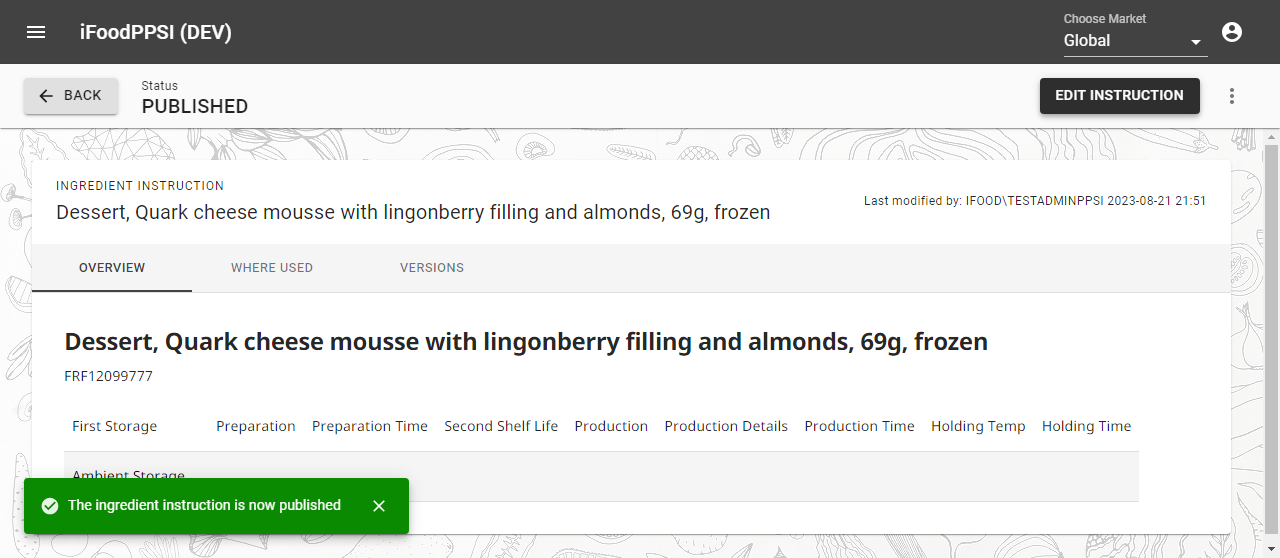 iFoodPPSI (DEV)
Choose Market
Global
BACK
Status
PUBLISHED
EDIT INSTRUCTION
INGREDIENT INSTRUCTION
Dessert, Quark cheese mousse with lingonberry filling and almonds, 69g, frozen
Last modified by: IFOOD\TESTADMINPPSI 2023-08-21 21:51
OVERVIEW WHERE USED VERSIONS
Dessert, Quark cheese mousse with lingonberry filling and almonds, 69g, frozen
FRF12099777
First Storage Preparation Preparation Time Second Shelf Life Production Production Details Production Time Holding Temp Holding Time
Ambient Storage
The ingredient instruction is now published